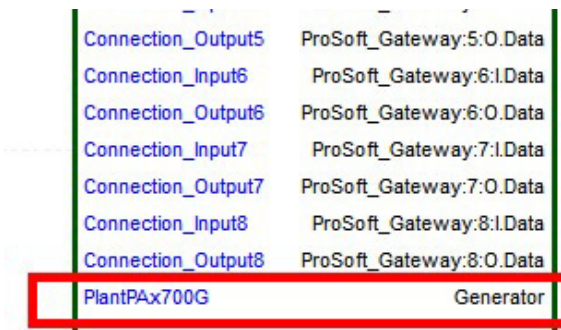 Connection_Output5 ProSoft_Gateway:5:O.Data
Connection_Input6 ProSoft_Gateway:6:I.Data
Connection_Output6 ProSoft_Gateway:6:O.Data
Connection_Input7 ProSoft_Gateway:7:I.Data
Connection_Output7 ProSoft_Gateway:7:O.Data
Connection_Input8 ProSoft_Gateway:8:I.Data
Connection_Output8 ProSoft_Gateway:8:O.Data
PlantPAx700G Generator